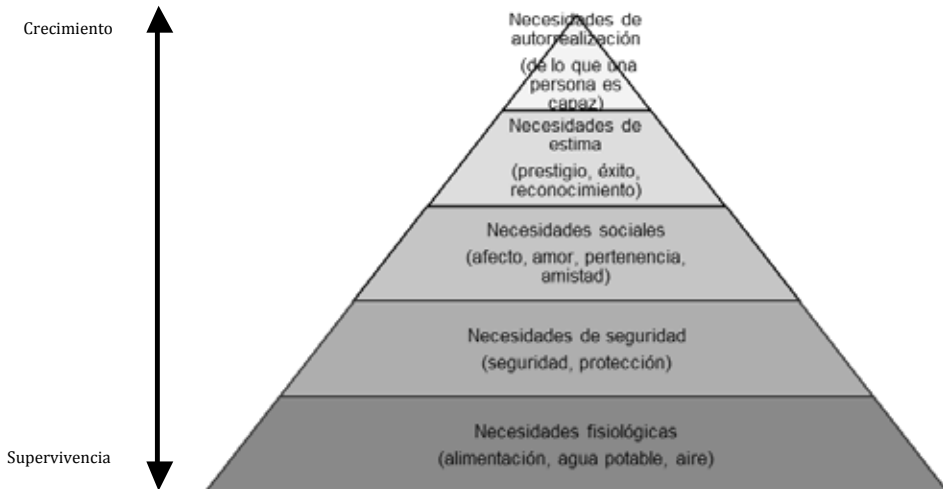 Crecimiento
Necesidades de
autorrealización
(de lo que una
persona es
capaz)
Necesidades de
estima
(prestigio, éxito,
reconocimiento)
Necesidades sociales
(afecto, amor, pertenencia,
amistad)
Necesidades de seguridad
(seguridad, protección)
Necesidades fisiológicas
(alimentación, agua potable, aire)
Supervivencia